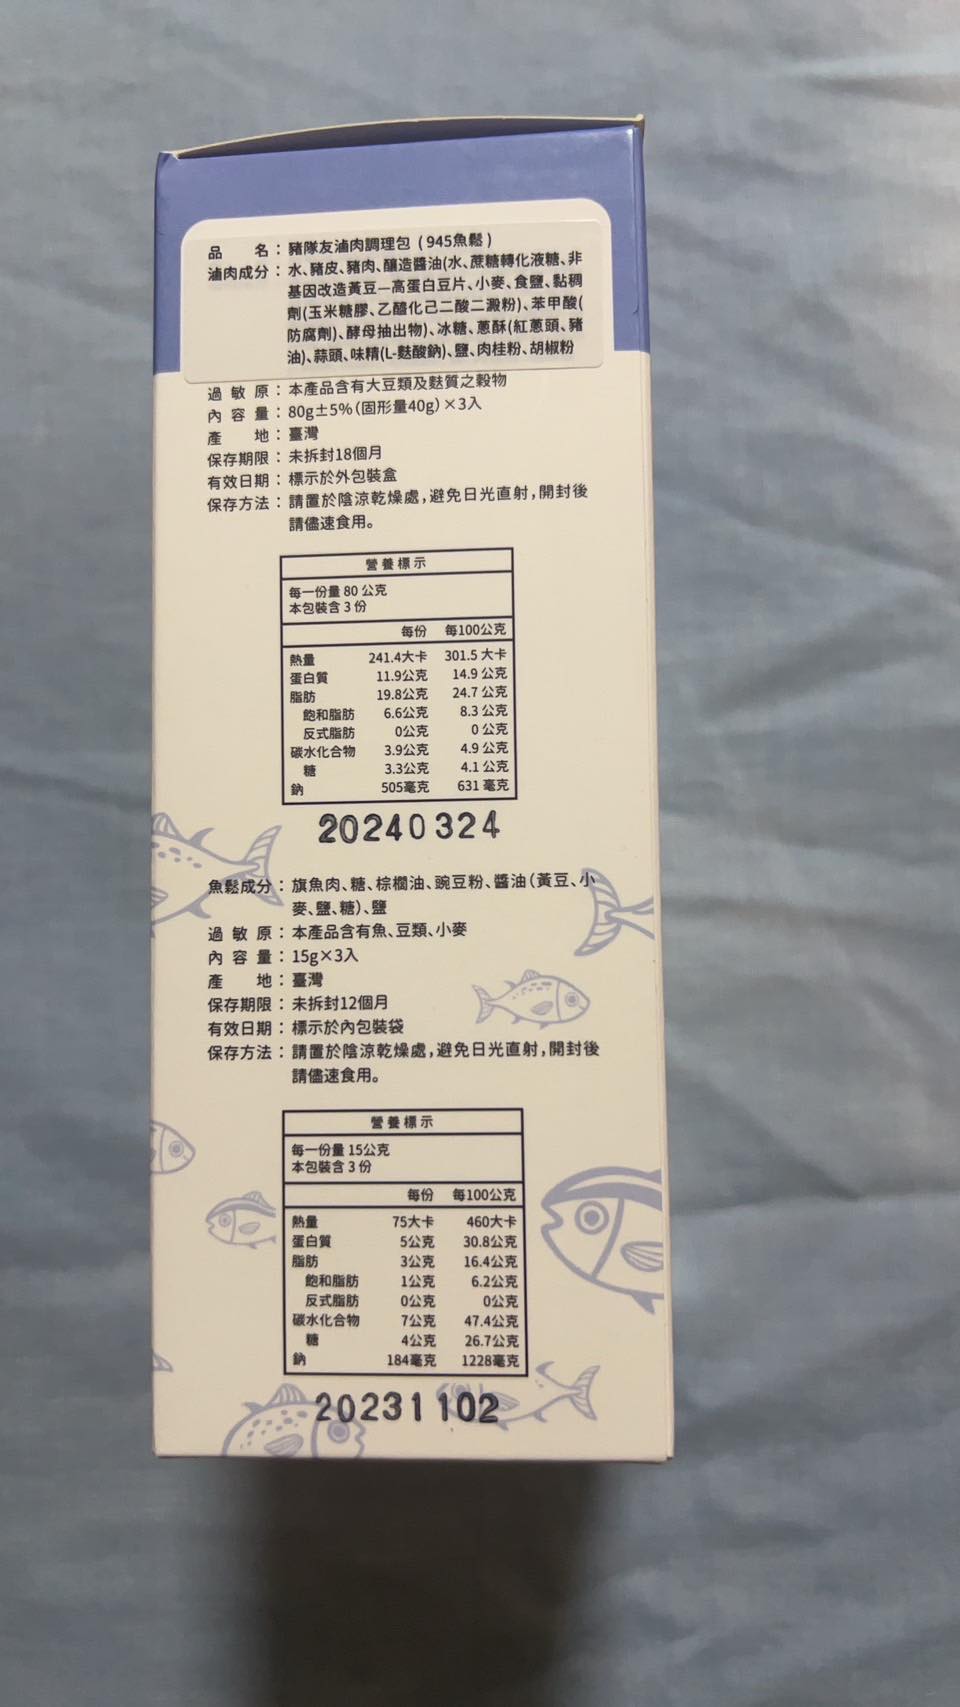 品　　名：豬隊友滷肉調理包（945魚鬆）
滷肉成分：水、豬皮、豬肉、釀造醬油(水、蔗糖轉化液糖、非
基因改造黃豆—高蛋白豆片、小麥、食鹽、黏稠
劑(玉米糖膠、乙醯化己二酸二澱粉)、苯甲酸(
防腐劑)、酵母抽出物)、冰糖、蔥酥(紅蔥頭、豬
油)、蒜頭、味精(L-麩酸鈉)、鹽、肉桂粉、胡椒粉
過敏原：本產品含有大豆類及麩質之穀物
內容量：80g±5%(固形量40g)×3入
產　　地：臺灣
保存期限：未拆封18個月
有效日期：標示於外包裝盒
保存方法：請置於陰涼乾燥處，避免日光直射，開封後
請儘速食用。
營養標示
每一份量 80 公克
本包裝含 3 份
每份 每100公克
熱量 241.4大卡 301.5 大卡
蛋白質 11.9公克 14.9 公克
脂肪 19.8公克 24.7 公克
飽和脂肪 6.6公克 8.3 公克
反式脂肪 0公克 0 公克
碳水化合物 3.9公克 4.9 公克
糖 3.3公克 4.1 公克
鈉 505毫克 631 毫克
20240324
魚鬆成分：旗魚肉、糖、棕櫚油、豌豆粉、醬油(黃豆、小
麥、鹽、糖)、鹽
過敏原：本產品含有魚、豆類、小麥
內容量：15g×3入
產　　地：臺灣
保存期限：未拆封12個月
有效日期：標示於內包裝袋
保存方法：請置於陰涼乾燥處，避免日光直射，開封後
請儘速食用。
營養標示
每一份量 15公克
本包裝含 3 份
每份 每100公克
熱量 75大卡 460大卡
蛋白質 5公克 30.8公克
脂肪 3公克 16.4公克
飽和脂肪 1公克 6.2公克
反式脂肪 0公克 0公克
碳水化合物 7公克 47.4公克
糖 4公克 26.7公克
鈉 184毫克 1228毫克
20231102